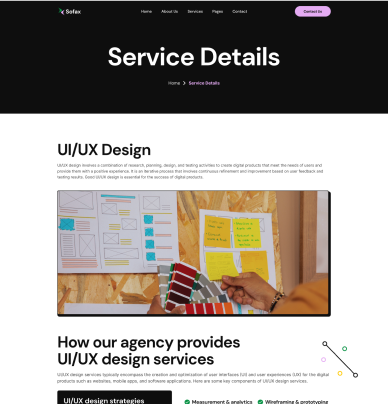 Sofax
Home About Us Services Pages Contact
Contact Us
Service Details
Home > Service Details
UI/UX Design
UI/UX design involves a combination of research, planning, design, and testing activities to create digital products that meet the needs of users and
provide them with a positive experience. It is an iterative process that involves continuous refinement and improvement based on user feedback and
testing results. Good UI/UX design is essential for the success of digital products
How our agency provides
UI/UX design services
UI/UX design services typically encompass the creation and optimization of user interfaces (UI) and user experiences (UX) for the digital
products such as websites, mobile apps, and software applications. Here are some key components of UX/UX design services:
UI/UX design strategies
Measurement & analytics
Wireframing & prototyping